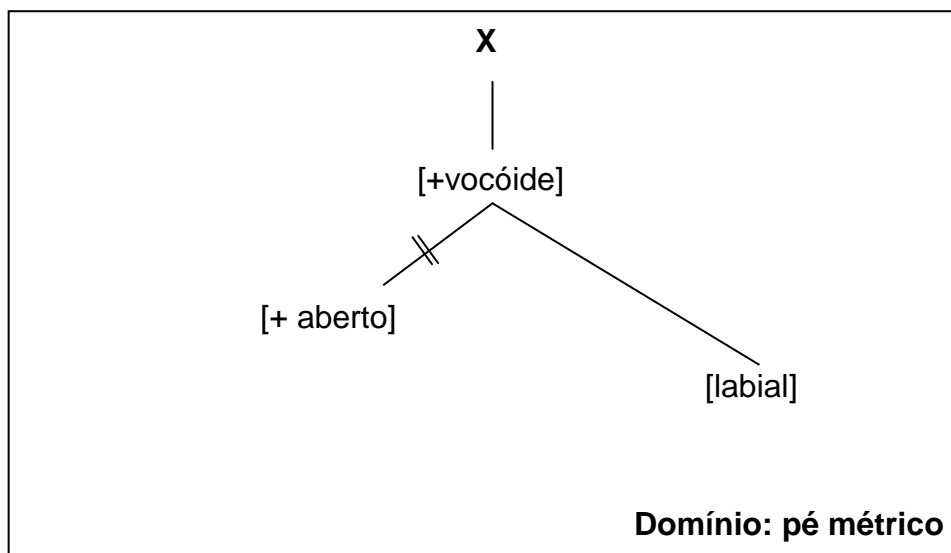 X
[+vocóide]
[+ aberto]
[labial]
Domínio: pé métrico